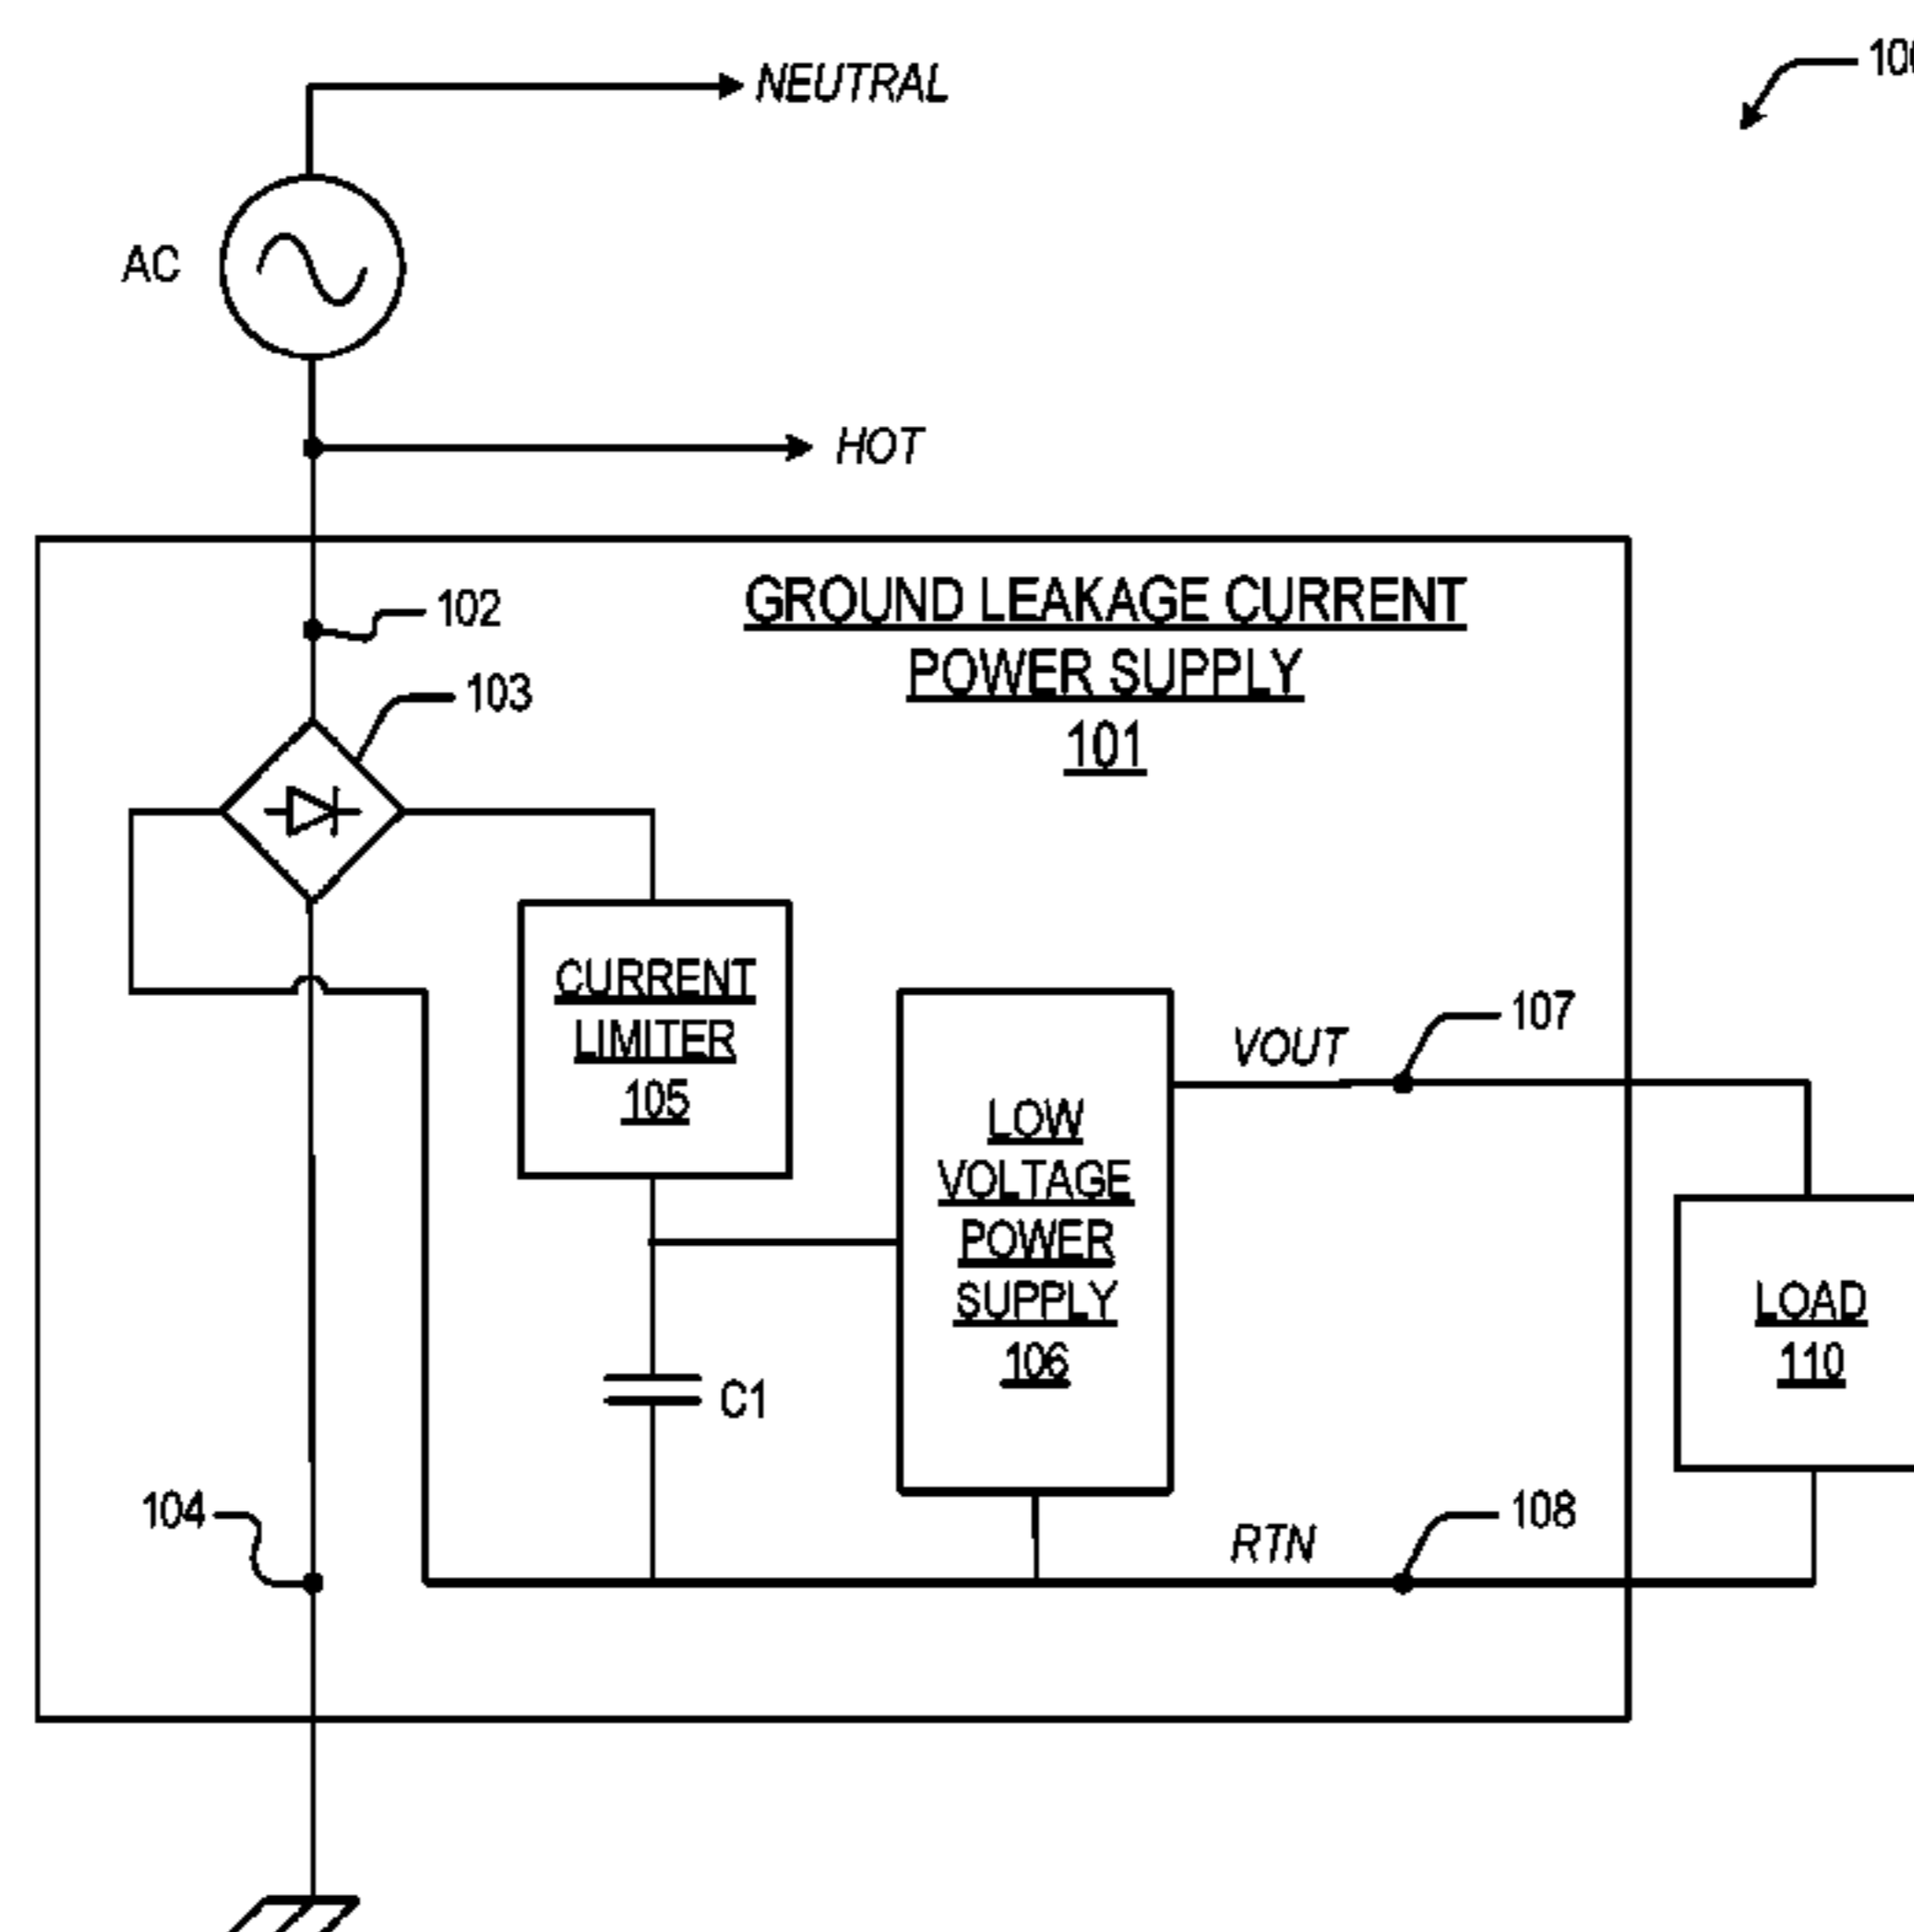 NEUTRAL
AC
HOT
102
103
GROUND LEAKAGE CURRENT
POWER SUPPLY
101
CURRENT
LIMITER
105
LOW
VOLTAGE
POWER
SUPPLY
106
VOUT
107
LOAD
110
C1
104
RTN
108